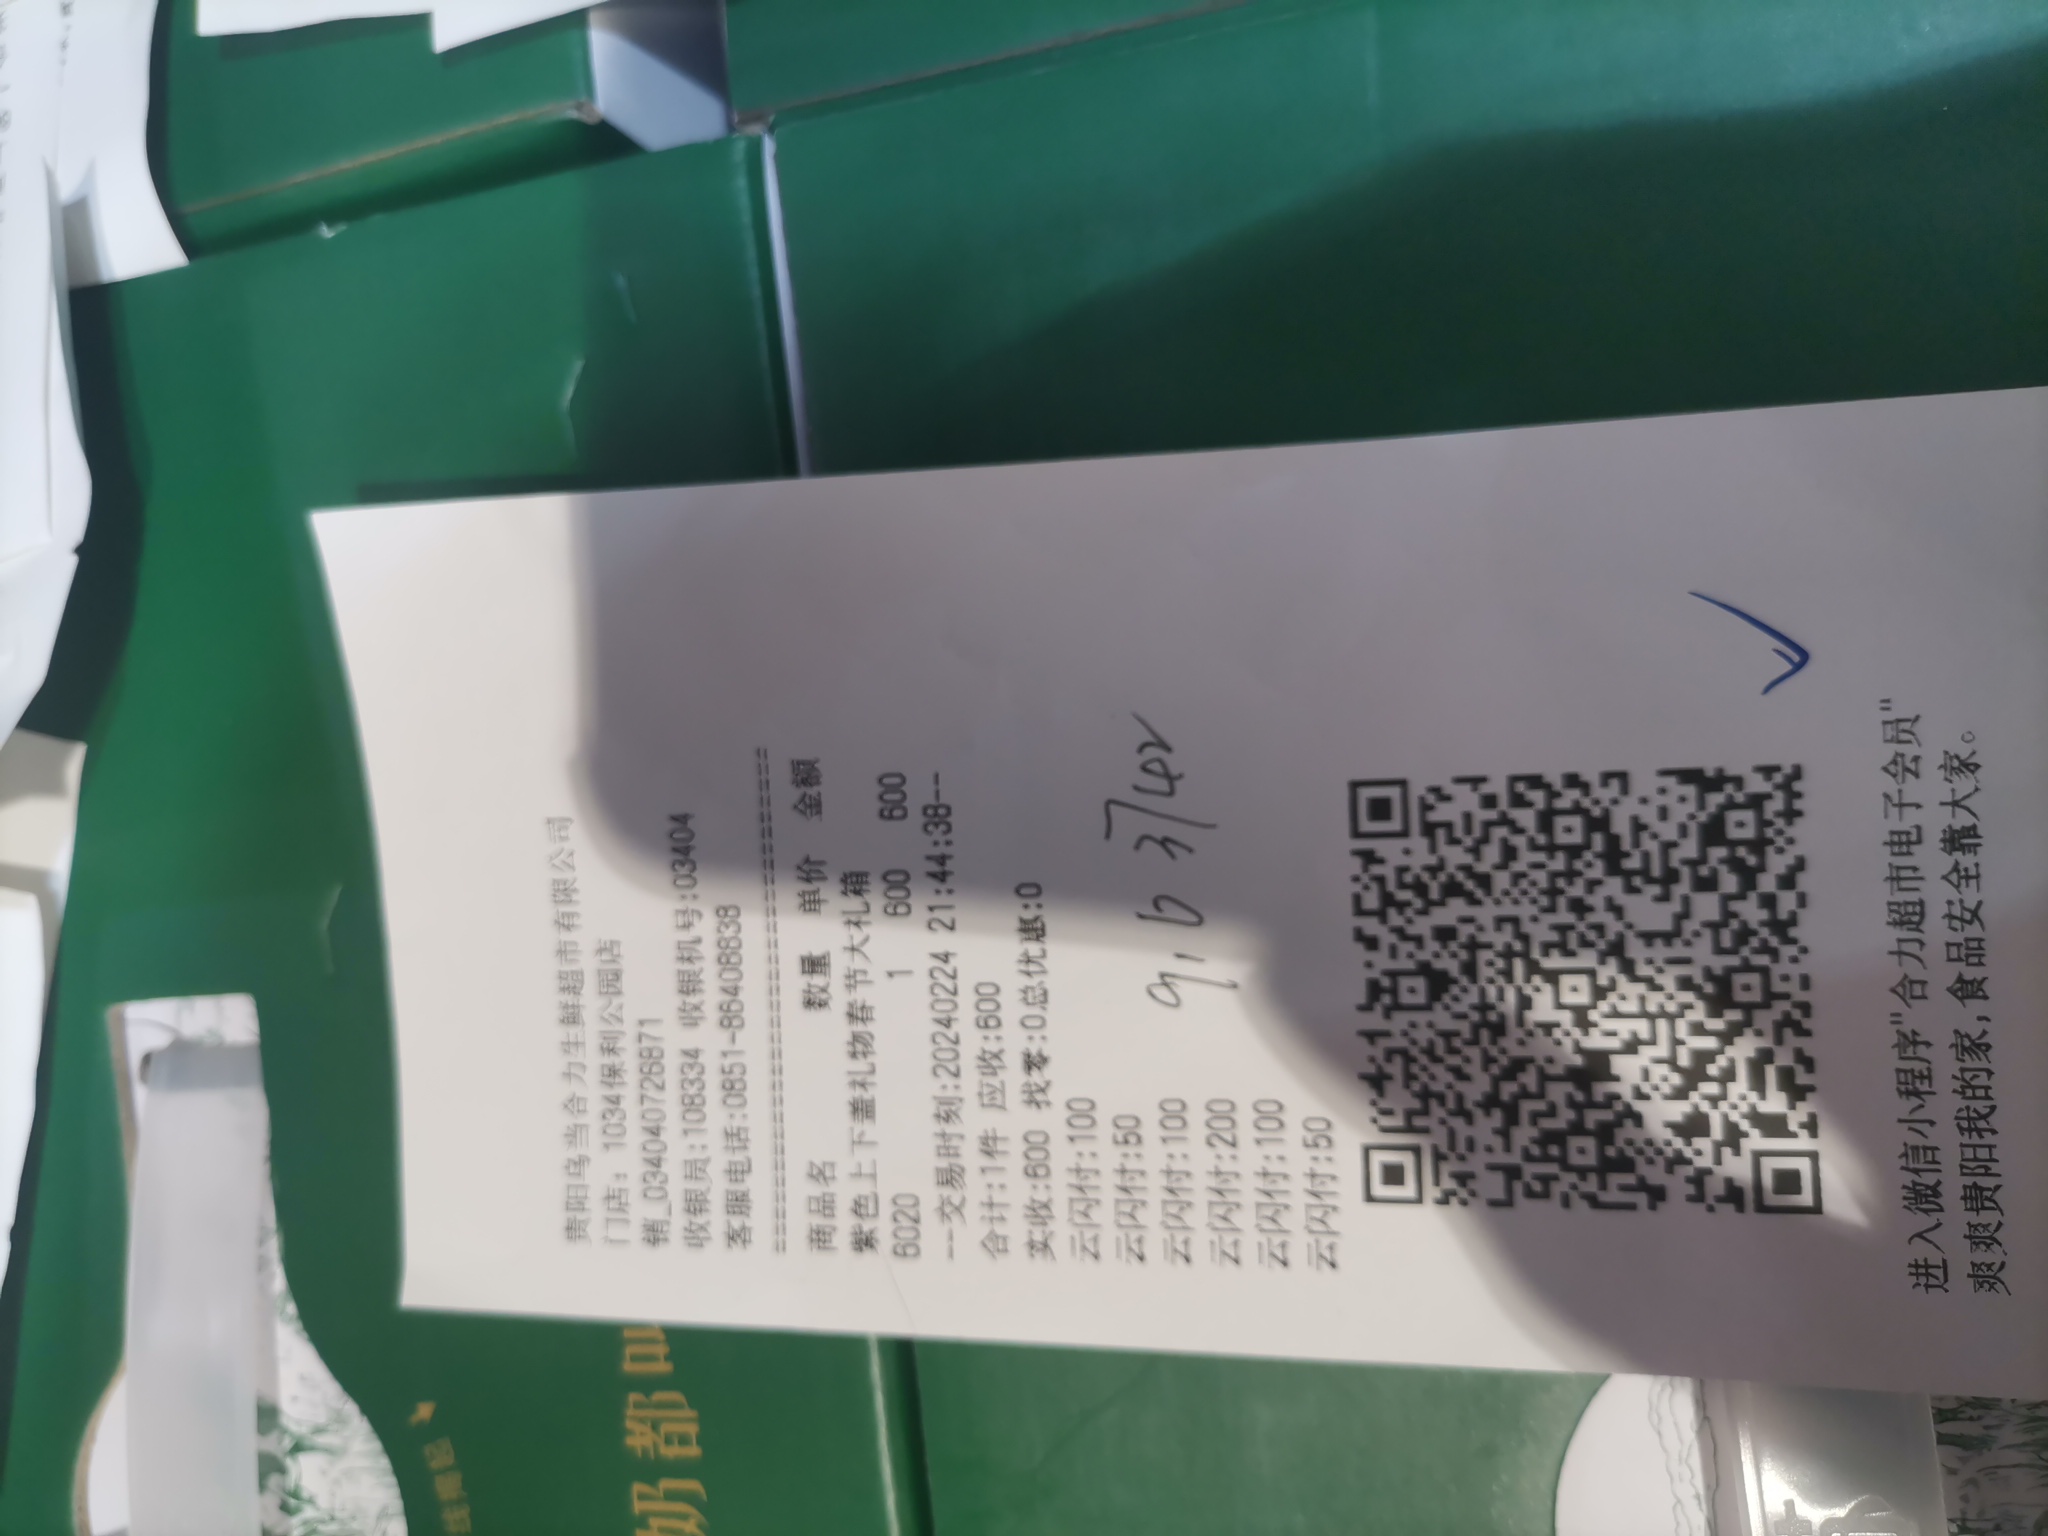 贵阳乌当合力生鲜超市有限公司
门店: 1034保利公园店
销_034040726871
收银员:108334 收银机号:03404
客服电话:0851-86408838
商品名 数量 单价 金额
紫色上下盖礼物春节大礼箱
6020 1 600 600
--交易时刻:20240224 21:44:38---
合计:1件 应收:600
实收:600 找零:0总优惠:0
云闪付:100
云闪付:50
云闪付:100
云闪付:200
云闪付:100
云闪付:50
进入微信小程序"合力超市电子会员"
爽爽贵阳我的家,食品安全靠大家。
奶都